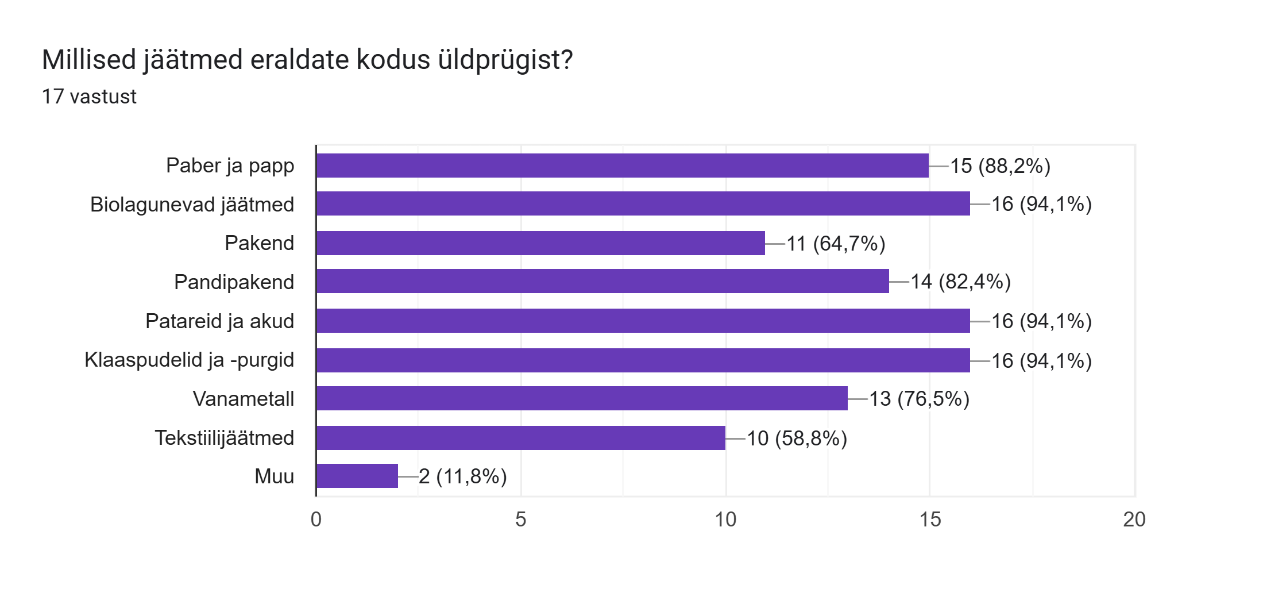 Millised jäätmed eraldate kodus üldprügist?
17 vastust
Paber ja papp 15 (88,2%)
Biolagunevad jäätmed 16 (94,1%)
Pakend 11 (64,7%)
Pandipakend 14 (82,4%)
Patareid ja akud 16 (94,1%)
Klaaspudelid ja -purgid 16 (94,1%)
Vanametall 13 (76,5%)
Tekstiilijäätmed 10 (58,8%)
Muu 2 (11,8%)
0 5 10 15 20